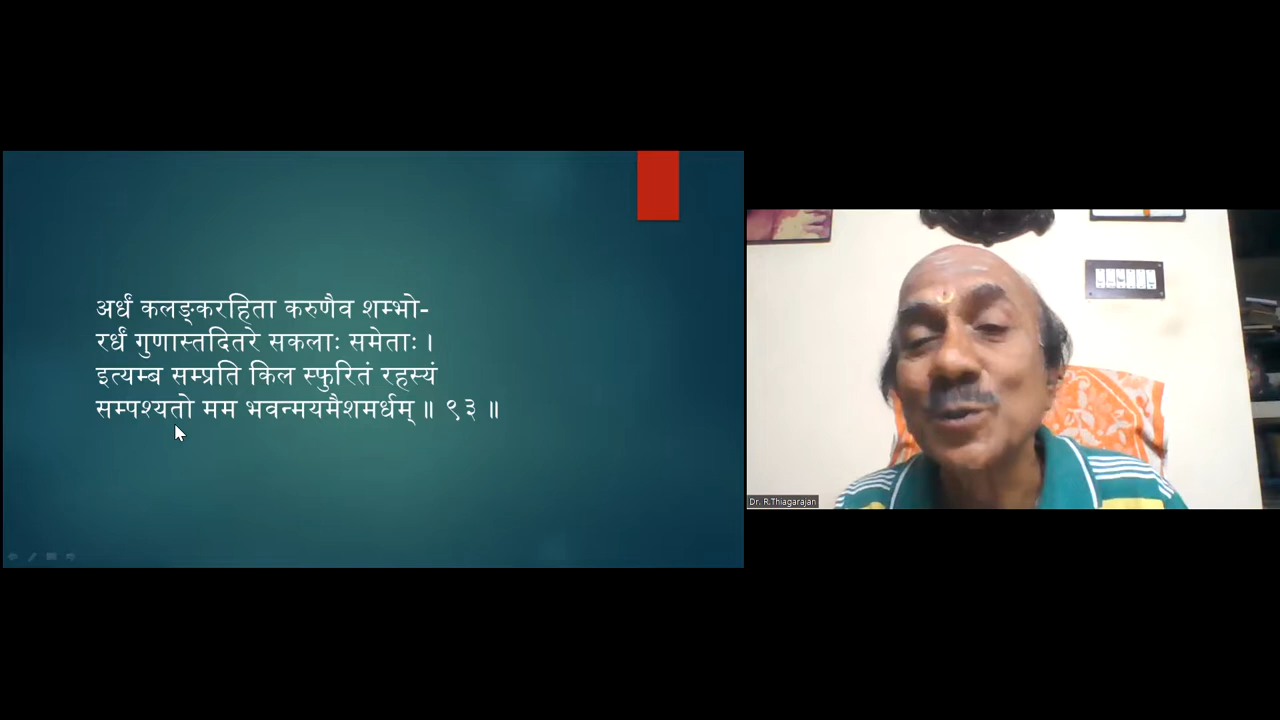 अर्धं कलङ्करहिता करुणैव शम्भो-
रर्धं गुणास्तदितरे सकलाः समेताः ।
इत्यम्ब सम्प्रति किल स्फुरितं रहस्यं
सम्पश्यतो मम भवन्मयमैशमर्धम् ॥ ९३ ॥
Dr. R.Thiagarajan